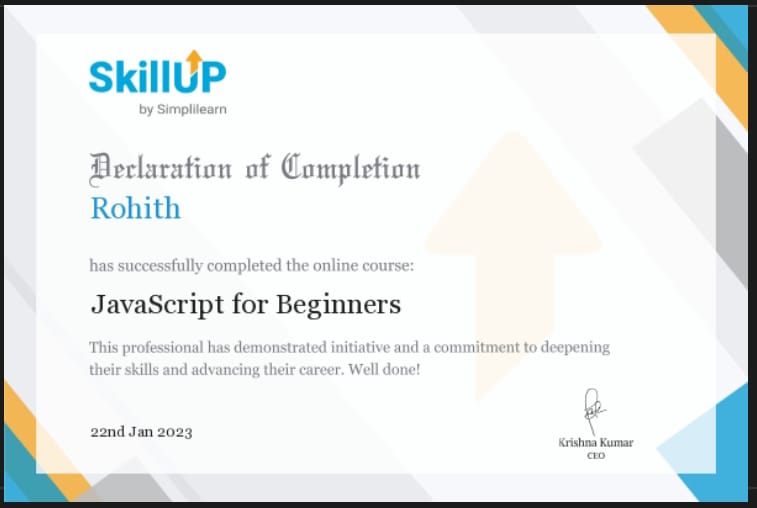 SkillUP
by Simplilearn
Declaration of Completion
Rohith
has successfully completed the online course:
JavaScript for Beginners
This professional has demonstrated initiative and a commitment to deepening
their skills and advancing their career. Well done!
22nd Jan 2023
Krishna Kumar
CEO